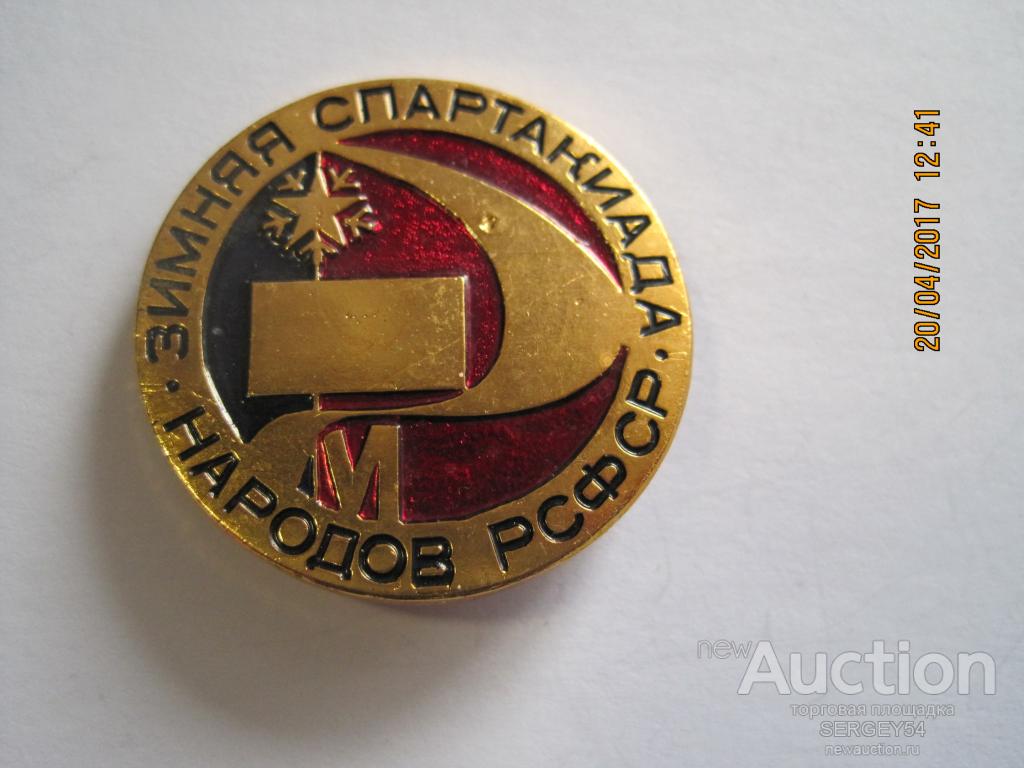 ЗИМНЯЯ СПАРТАКИАДА
· НАРОДОВ РСФСР ·
20/04/2017 12:41
newAuction
торговая площадка
SERGEY54
newauction.ru